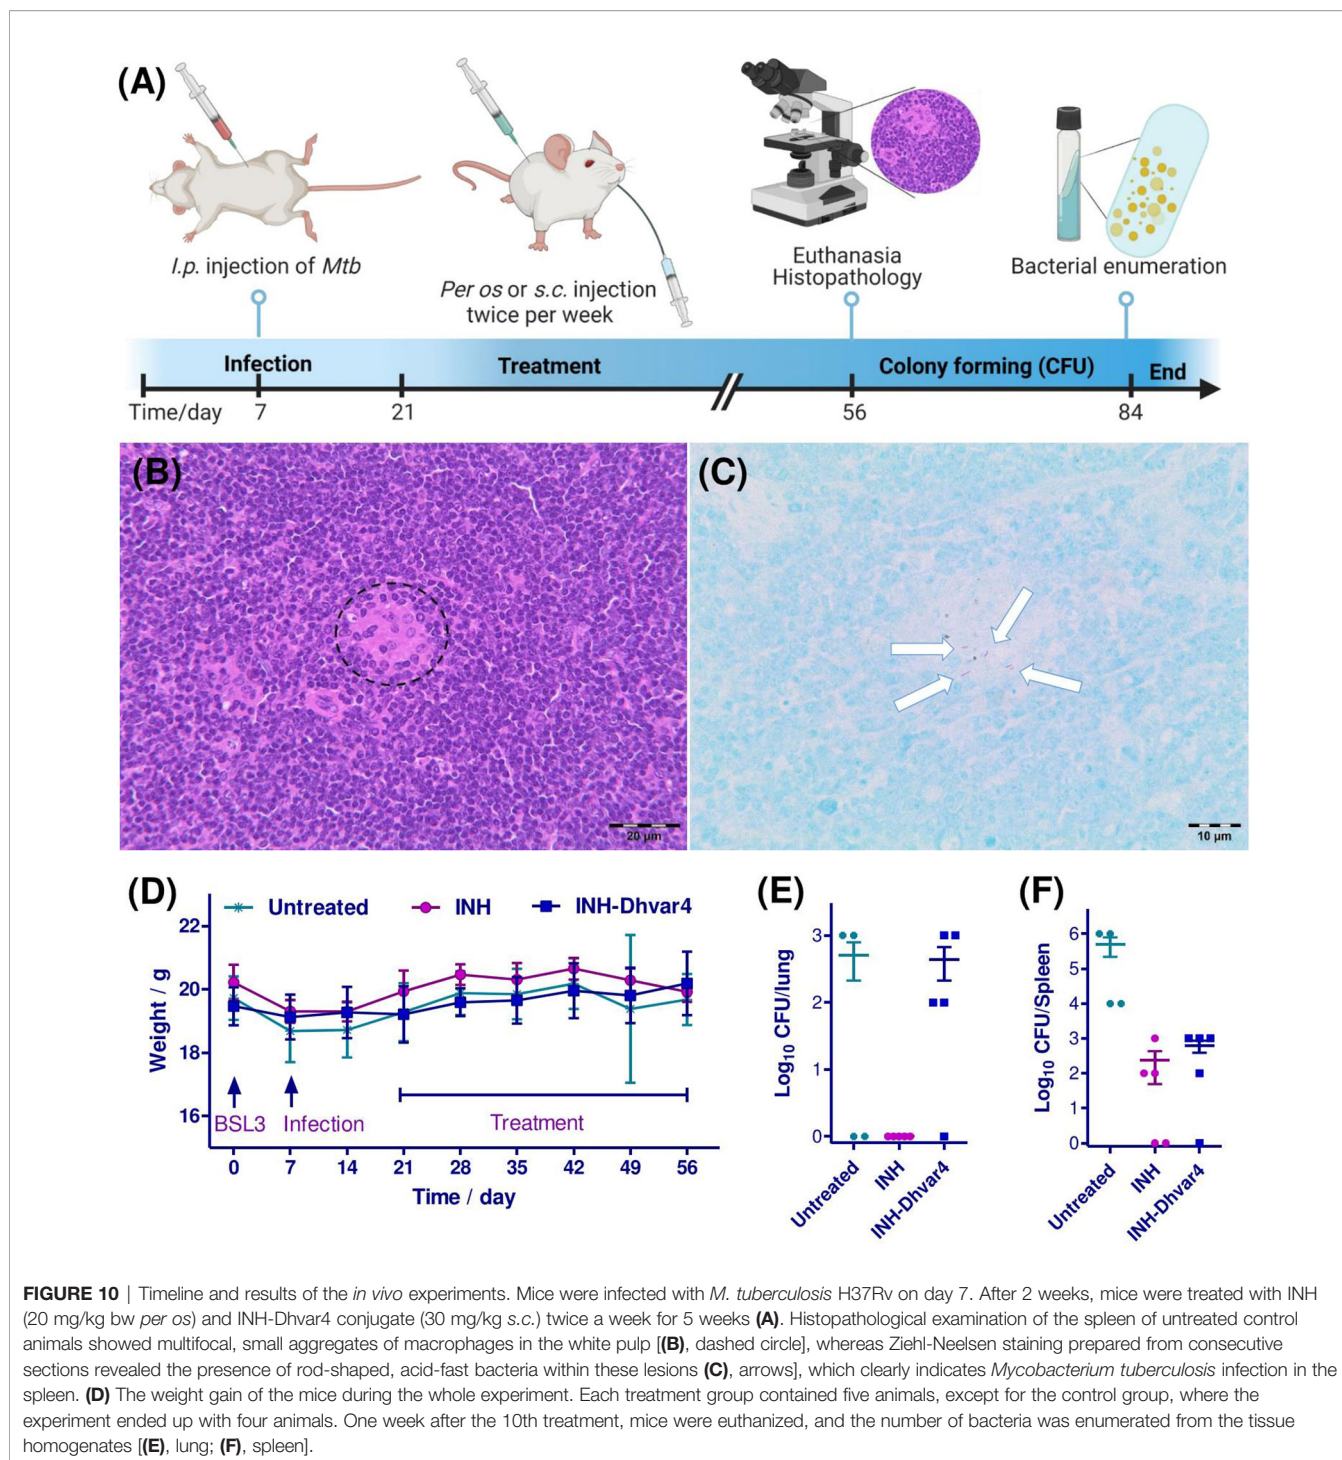 (A)
I.p. injection of Mtb
Per os or s.c. injection
twice per week
Euthanasia
Histopathology
Bacterial enumeration
Infection
Treatment
Colony forming (CFU)
End
Time/day
7
21
56
84
(B)
20 µm
(C)
10 µm
(D)
Untreated
INH
INH-Dhvar4
Weight / g
22
20
18
16
BSL3
Infection
Treatment
0 7 14 21 28 35 42 49 56
Time / day
(E)
Log10 CFU/lung
3
2
1
0
Untreated
INH
INH-Dhvar4
(F)
Log10 CFU/Spleen
6
5
4
3
2
1
0
Untreated
INH
INH-Dhvar4
FIGURE 10 | Timeline and results of the in vivo experiments. Mice were infected with M. tuberculosis H37Rv on day 7. After 2 weeks, mice were treated with INH
(20 mg/kg bw per os) and INH-Dhvar4 conjugate (30 mg/kg s.c.) twice a week for 5 weeks (A). Histopathological examination of the spleen of untreated control
animals showed multifocal, small aggregates of macrophages in the white pulp [(B), dashed circle], whereas Ziehl-Neelsen staining prepared from consecutive
sections revealed the presence of rod-shaped, acid-fast bacteria within these lesions (C), arrows], which clearly indicates Mycobacterium tuberculosis infection in the
spleen. (D) The weight gain of the mice during the whole experiment. Each treatment group contained five animals, except for the control group, where the
experiment ended up with four animals. One week after the 10th treatment, mice were euthanized, and the number of bacteria was enumerated from the tissue
homogenates [(E), lung; (F), spleen].